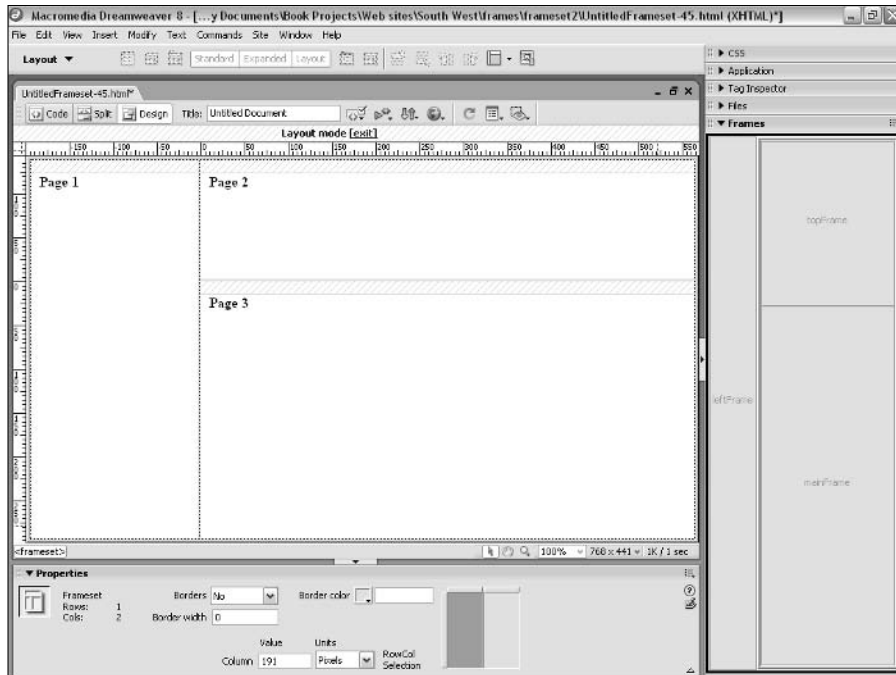 Macromedia Dreamweaver 8 - [...y Documents\Book Projects\Web sites\South West\frames\frameset2\UntitledFrameset-45.html (XHTML)*]
File Edit View Insert Modify Text Commands Site Window Help
Layout Standard Expanded Layout
UntitledFrameset-45.html*
Code Split Design Title: Untitled Document
Layout mode [exit]
150 100 50 0 50 100 150 200 250 300 350 400 450 500 550
Page 1
Page 2
Page 3
<frameset>
100% 768 x 441 1K / 1 sec
Properties
Frameset
Rows: 1
Cols: 2
Borders No
Border width 0
Border color
Value Units
Column 191 Pixels
RowCol
Selection
CSS
Application
Tag Inspector
Files
Frames
topFrame
leftFrame
mainFrame